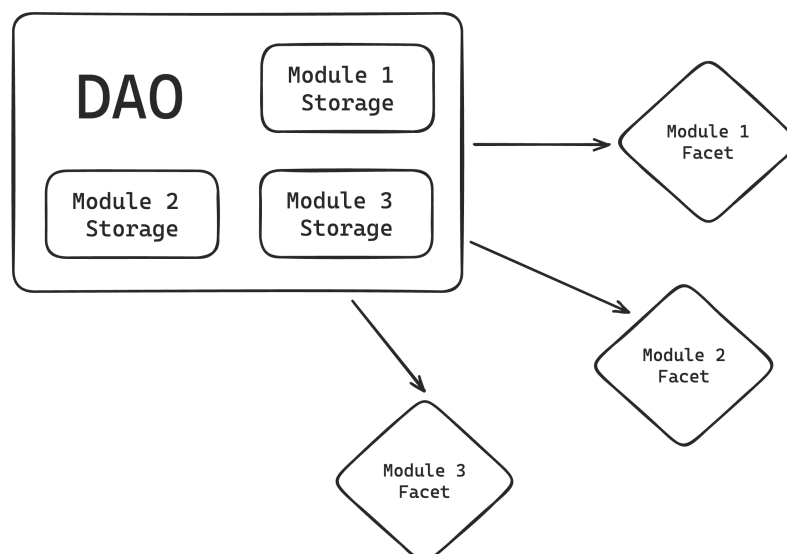 DAO
Module 1
Storage
Module 2
Storage
Module 3
Storage
Module 1
Facet
Module 2
Facet
Module 3
Facet